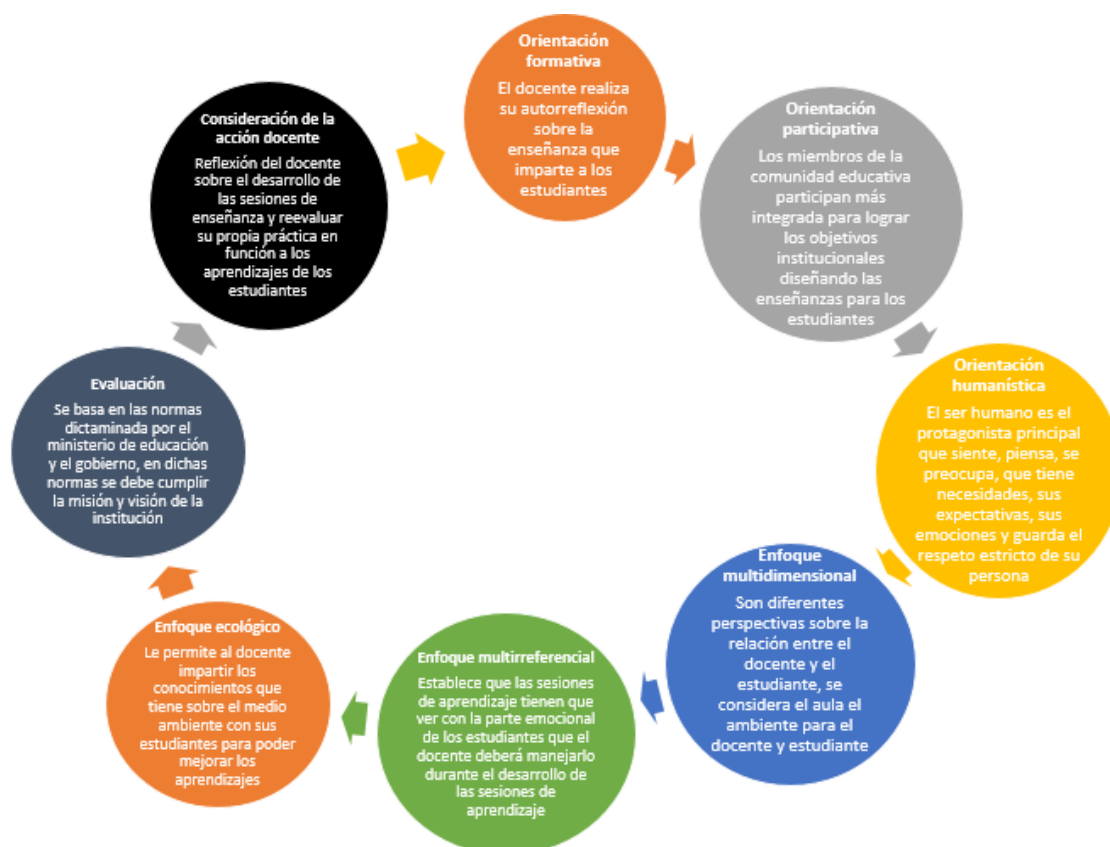 Orientación
formativa
El docente realiza
su autorreflexión
sobre la
enseñanza que
imparte a los
estudiantes
Orientación
participativa
Los miembros de la
comunidad educativa
participan más
integrada para lograr
los objetivos
institucionales
diseñando las
enseñanzas para los
estudiantes
Orientación
humanística
El ser humano es el
protagonista principal
que siente, piensa, se
preocupa, que tiene
necesidades, sus
expectativas, sus
emociones y guarda el
respeto estricto de su
persona
Enfoque
multidimensional
Son diferentes
perspectivas sobre la
relación entre el
docente y el
estudiante, se
considera el aula el
ambiente para el
docente y estudiante
Enfoque multirreferencial
Establece que las sesiones
de aprendizaje tienen que
ver con la parte emocional
de los estudiantes que el
docente deberá manejarlo
durante el desarrollo de
las sesiones de
aprendizaje
Enfoque ecológico
Le permite al docente
impartir los
conocimientos que
tiene sobre el medio
ambiente con sus
estudiantes para poder
mejorar los
aprendizajes
Evaluación
Se basa en las normas
dictaminada por el
ministerio de educación
y el gobierno, en dichas
normas se debe cumplir
la misión y visión de la
institución
Consideración de la
acción docente
Reflexión del docente
sobre el desarrollo de
las sesiones de
enseñanza y reevaluar
su propia práctica en
función a los
aprendizajes de los
estudiantes